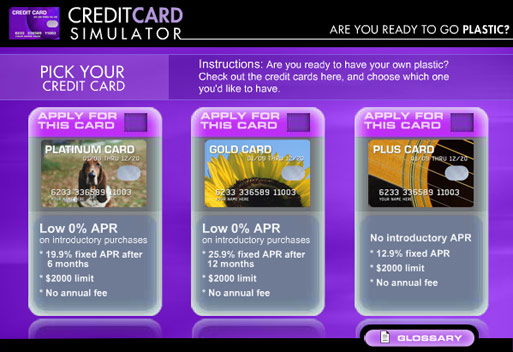 CREDIT CARD
6233 336589 11003
CREDITCARD
SIMULATOR
ARE YOU READY TO GO PLASTIC?
PICK YOUR
CREDIT CARD
Instructions: Are you ready to have your own plastic?
Check out the credit cards here, and choose which one
you'd like to have.
APPLY FOR
THIS CARD
PLATINUM CARD
01/09 THRU 12/20
6233 336589 11003
YOUR NAME HERE
Low 0% APR
on introductory purchases
* 19.9% fixed APR after
6 months
* $2000 limit
* No annual fee
APPLY FOR
THIS CARD
GOLD CARD
01/09 THRU 12/20
6233 336589 11003
YOUR NAME HERE
Low 0% APR
on introductory purchases
* 25.9% fixed APR after
12 months
* $2000 limit
* No annual fee
APPLY FOR
THIS CARD
PLUS CARD
01/09 THRU 12/20
6233 336589 11003
YOUR NAME HERE
No introductory APR
* 12.9% fixed APR
* $2000 limit
* No annual fee
GLOSSARY